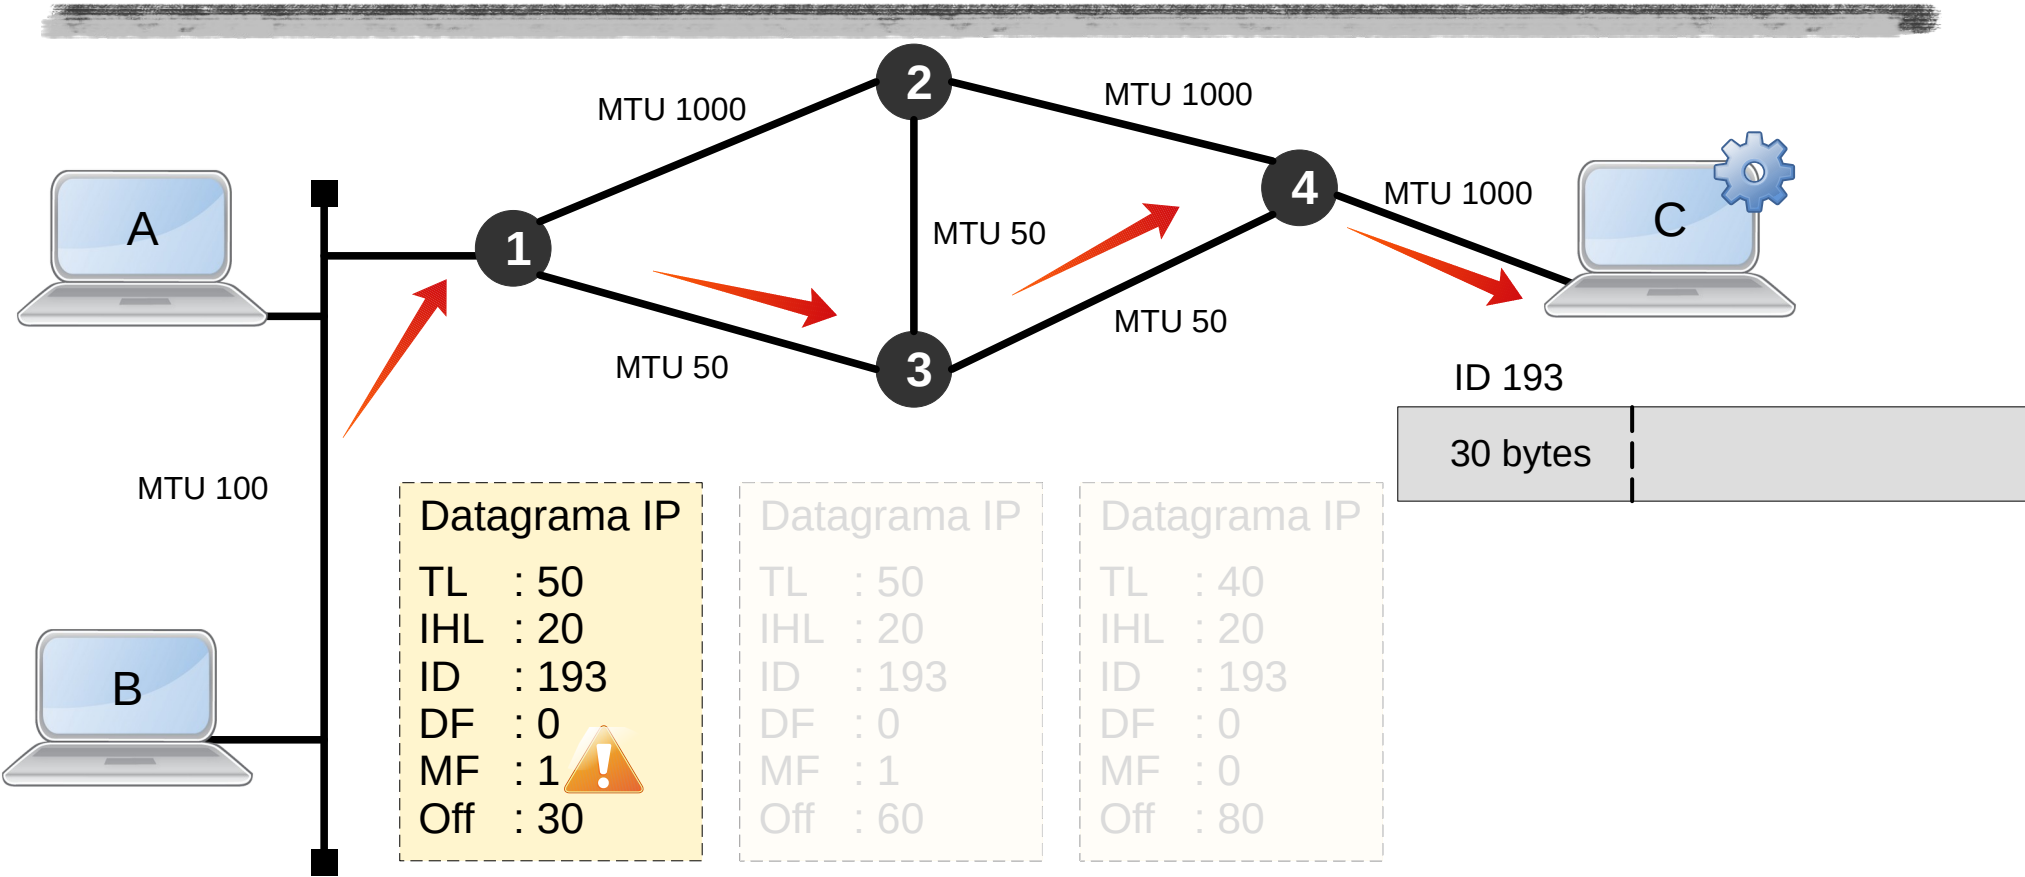 2
MTU 1000
MTU 1000
4
MTU 1000
A
C
1
MTU 50
MTU 50
3
MTU 50
ID 193
30 bytes
MTU 100
B
Datagrama IP
TL : 50
IHL : 20
ID : 193
DF : 0
MF : 1
Off : 30
Datagrama IP
TL : 50
IHL : 20
ID : 193
DF : 0
MF : 1
Off : 60
Datagrama IP
TL : 40
IHL : 20
ID : 193
DF : 0
MF : 0
Off : 80